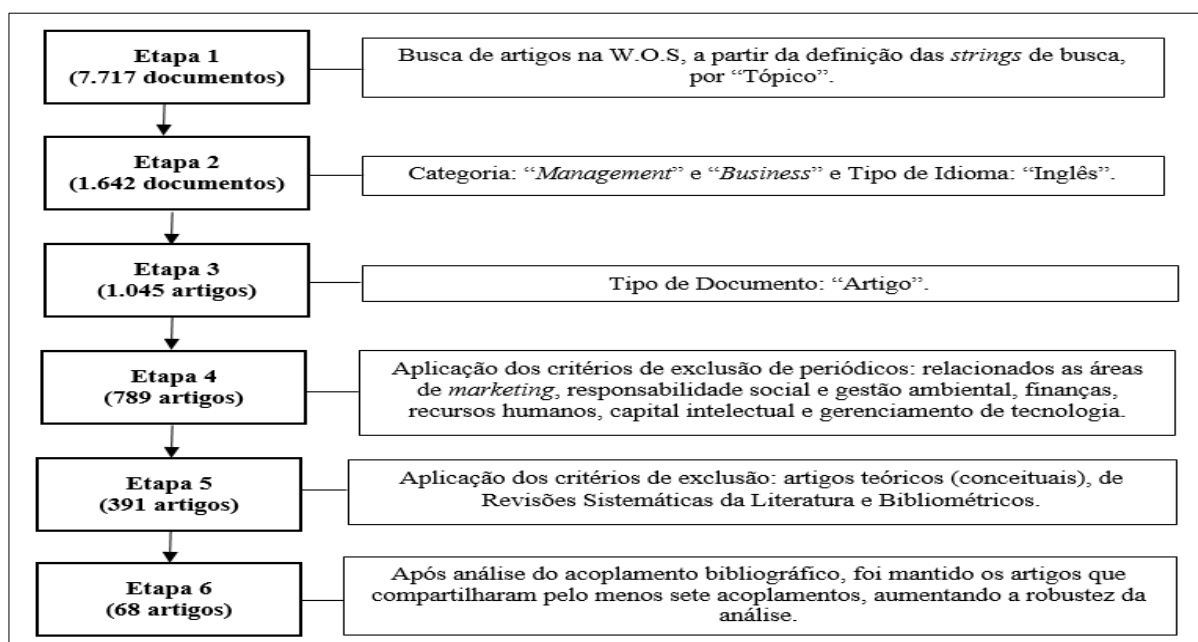 Etapa 1
(7.717 documentos)
Busca de artigos na W.O.S, a partir da definição das strings de busca,
por “Tópico”.
Etapa 2
(1.642 documentos)
Categoria: “Management” e “Business” e Tipo de Idioma: “Inglês”.
Etapa 3
(1.045 artigos)
Tipo de Documento: “Artigo”.
Etapa 4
(789 artigos)
Aplicação dos critérios de exclusão de periódicos: relacionados as áreas
de marketing, responsabilidade social e gestão ambiental, finanças,
recursos humanos, capital intelectual e gerenciamento de tecnologia.
Etapa 5
(391 artigos)
Aplicação dos critérios de exclusão: artigos teóricos (conceituais), de
Revisões Sistemáticas da Literatura e Bibliométricos.
Etapa 6
(68 artigos)
Após análise do acoplamento bibliográfico, foi mantido os artigos que
compartilharam pelo menos sete acoplamentos, aumentando a robustez da
análise.